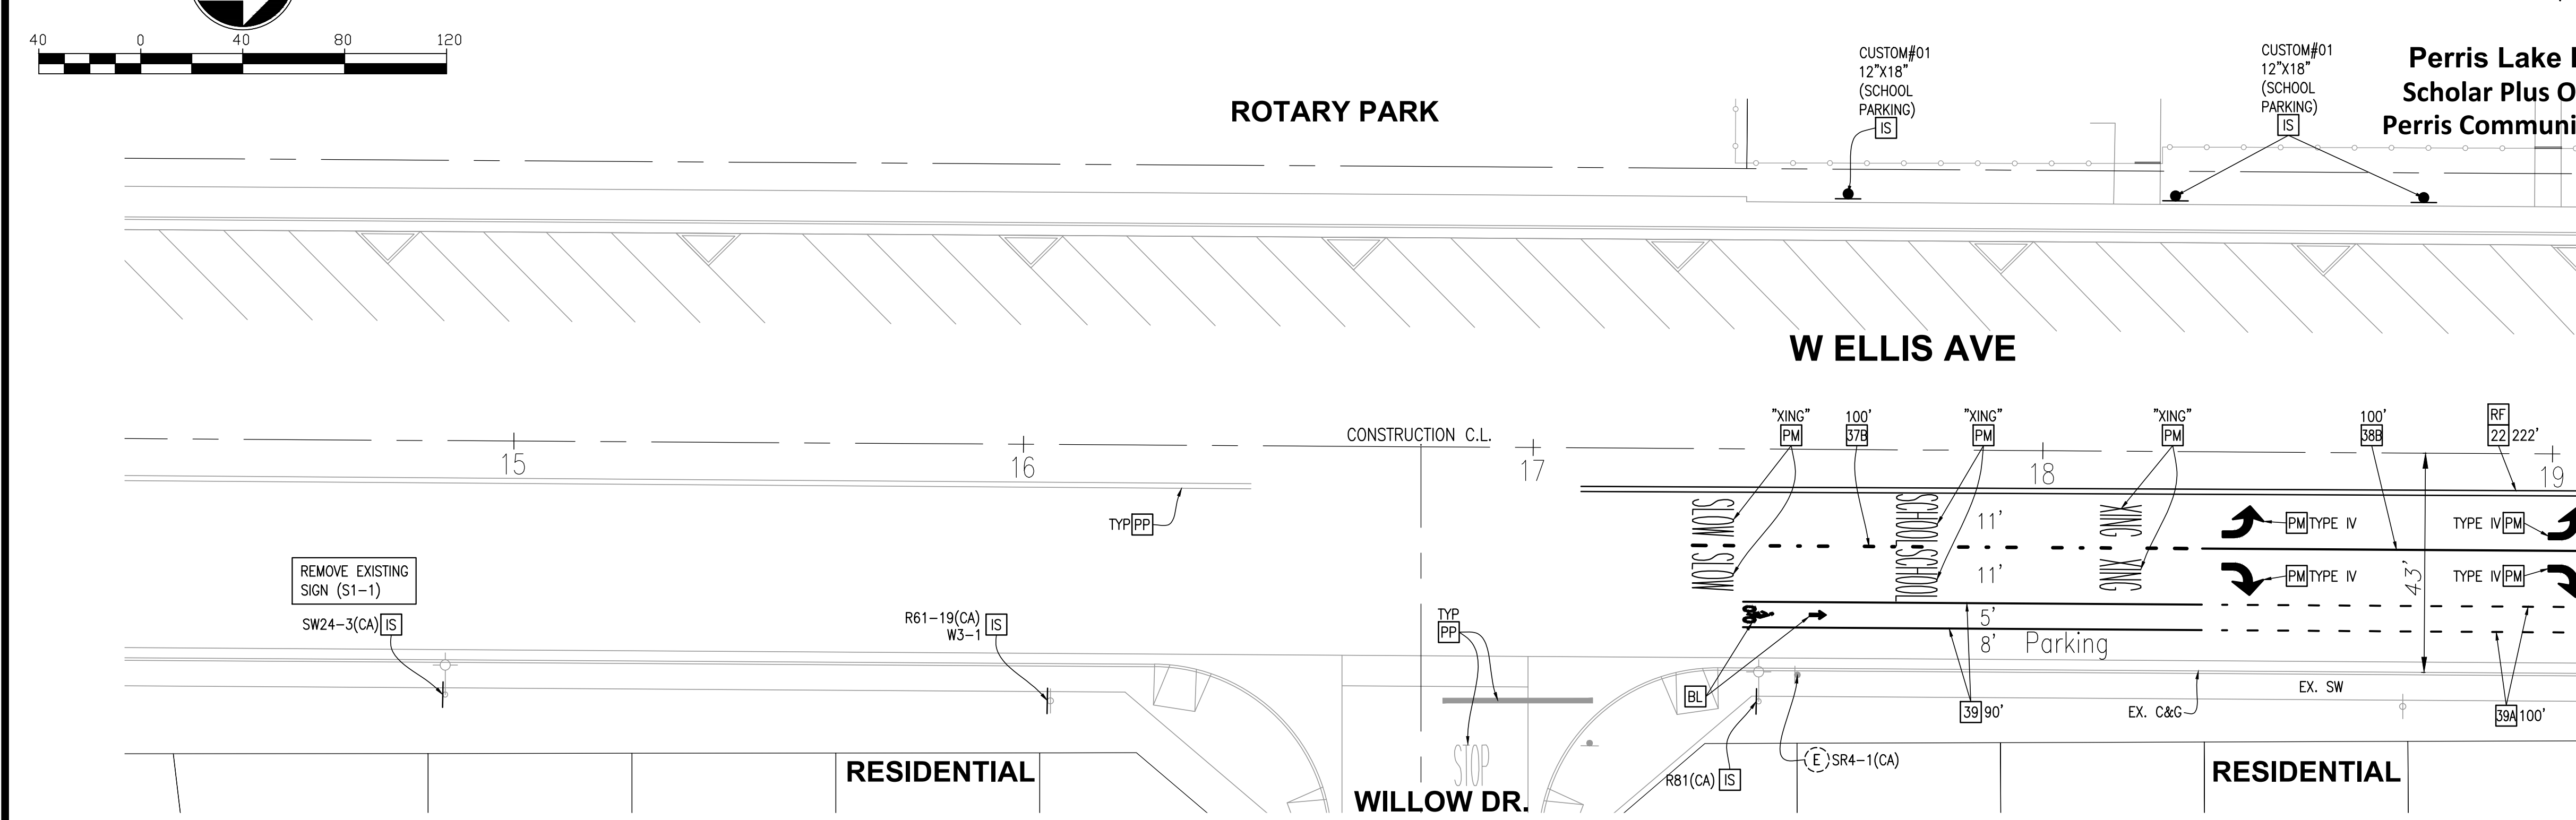 40 0 40 80 120
ROTARY PARK
CUSTOM#01
12"X18"
(SCHOOL
PARKING)
IS
CUSTOM#01
12"X18"
(SCHOOL
PARKING)
IS
Perris Lake
Scholar Plus O
Perris Communi
W ELLIS AVE
CONSTRUCTION C.L.
15
16
17
18
19
"XING"
PM
100'
37B
"XING"
PM
"XING"
PM
100'
38B
RF
22 222'
TYP PP
SLOW
SLOW
SCHOOL
SCHOOL
XING
XING
11'
11'
5'
8' Parking
PM TYPE IV
TYPE IV PM
PM TYPE IV
TYPE IV PM
43'
REMOVE EXISTING
SIGN (S1-1)
SW24-3(CA) IS
R61-19(CA)
W3-1
IS
TYP
PP
STOP
BL
39 90'
EX. C&G
EX. SW
39A 100'
R81(CA) IS
E SR4-1(CA)
RESIDENTIAL
WILLOW DR.
RESIDENTIAL